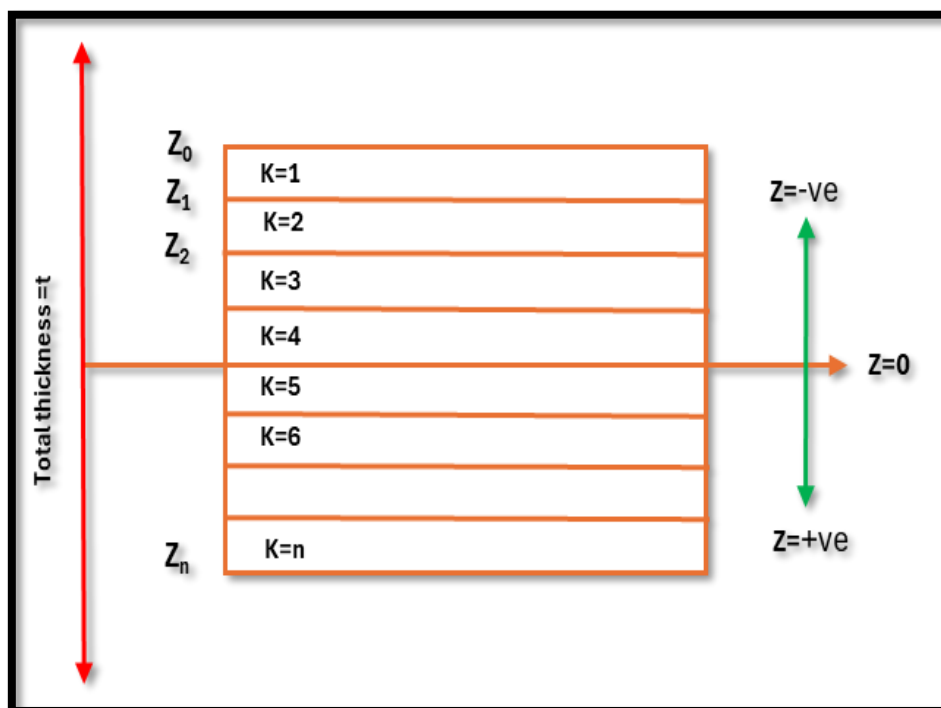 Z₀
K=1
Z₁
Z=-ve
K=2
Z₂
K=3
Total thickness =t
K=4
Z=0
K=5
K=6
Z=+ve
Zₙ
K=n